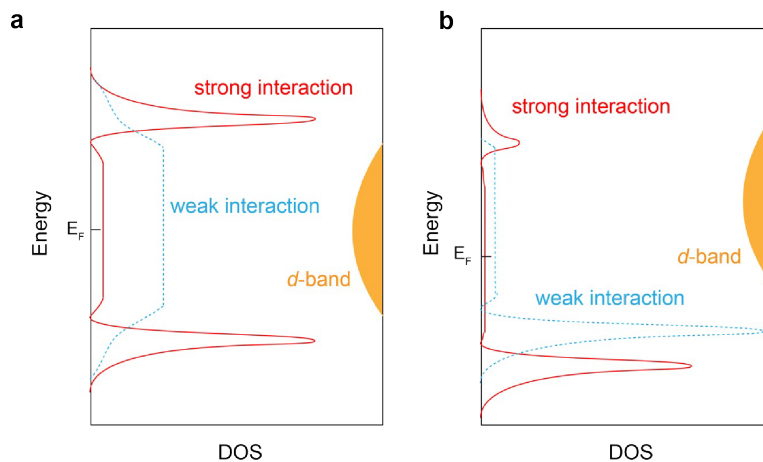 a
strong interaction
weak interaction
Energy
E_F
d-band
DOS
b
strong interaction
Energy
E_F
d-band
weak interaction
DOS